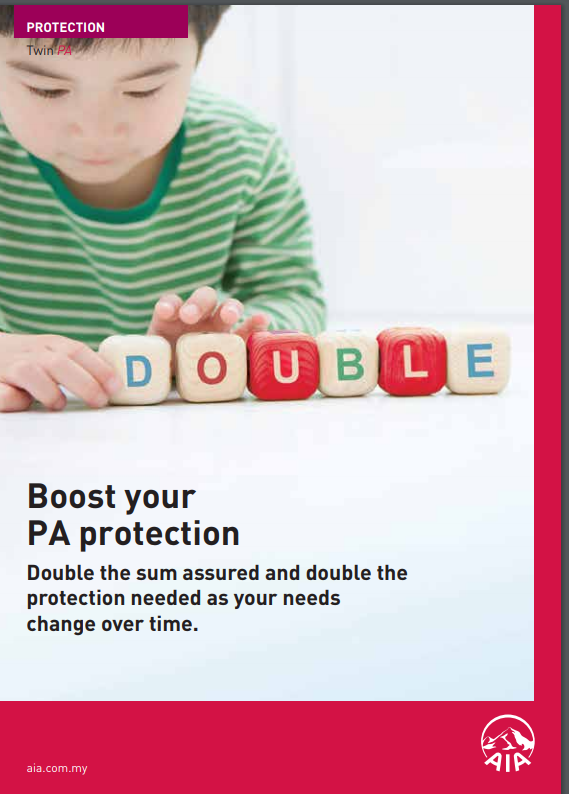 PROTECTION
Twin PA
DOUBLE
Boost your
PA protection
Double the sum assured and double the
protection needed as your needs
change over time.
aia.com.my
AIA